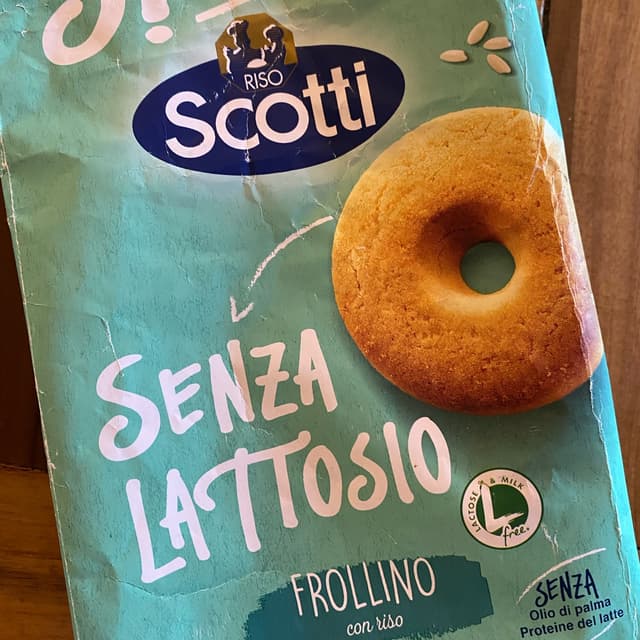 RISO
Scotti
SENZA
LATTOSIO
LACTOSE & MILK
free.
FROLLINO
con riso
SENZA
Olio di palma
Proteine del latte